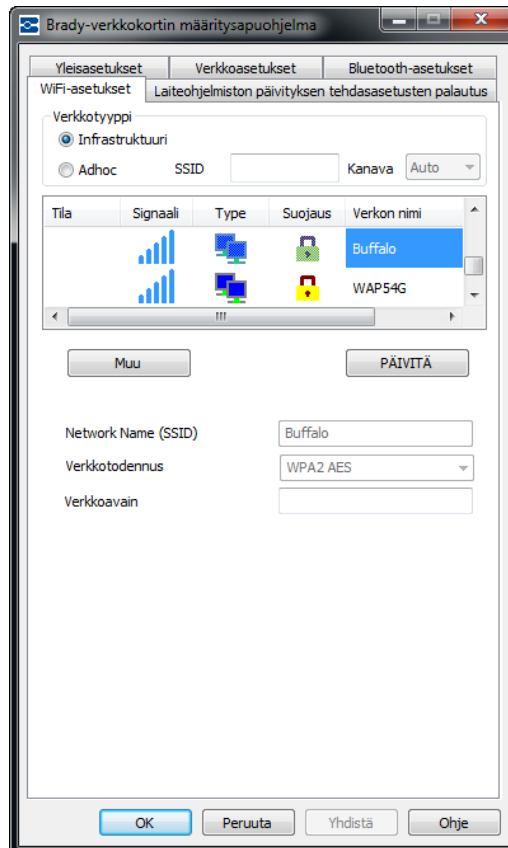 Brady-verkkokortin määritysapuohjelma
Yleisasetukset Verkkoasetukset Bluetooth-asetukset
WiFi-asetukset Laiteohjelmiston päivityksen tehdasasetusten palautus
Verkkotyyppi
Infrastruktuuri
Adhoc SSID Kanava Auto
Tila Signaali Type Suojaus Verkon nimi
Buffalo
WAP54G
Muu PÄIVITÄ
Network Name (SSID) Buffalo
Verkkotodennus WPA2 AES
Verkkoavain
OK Peruuta Yhdistä Ohje